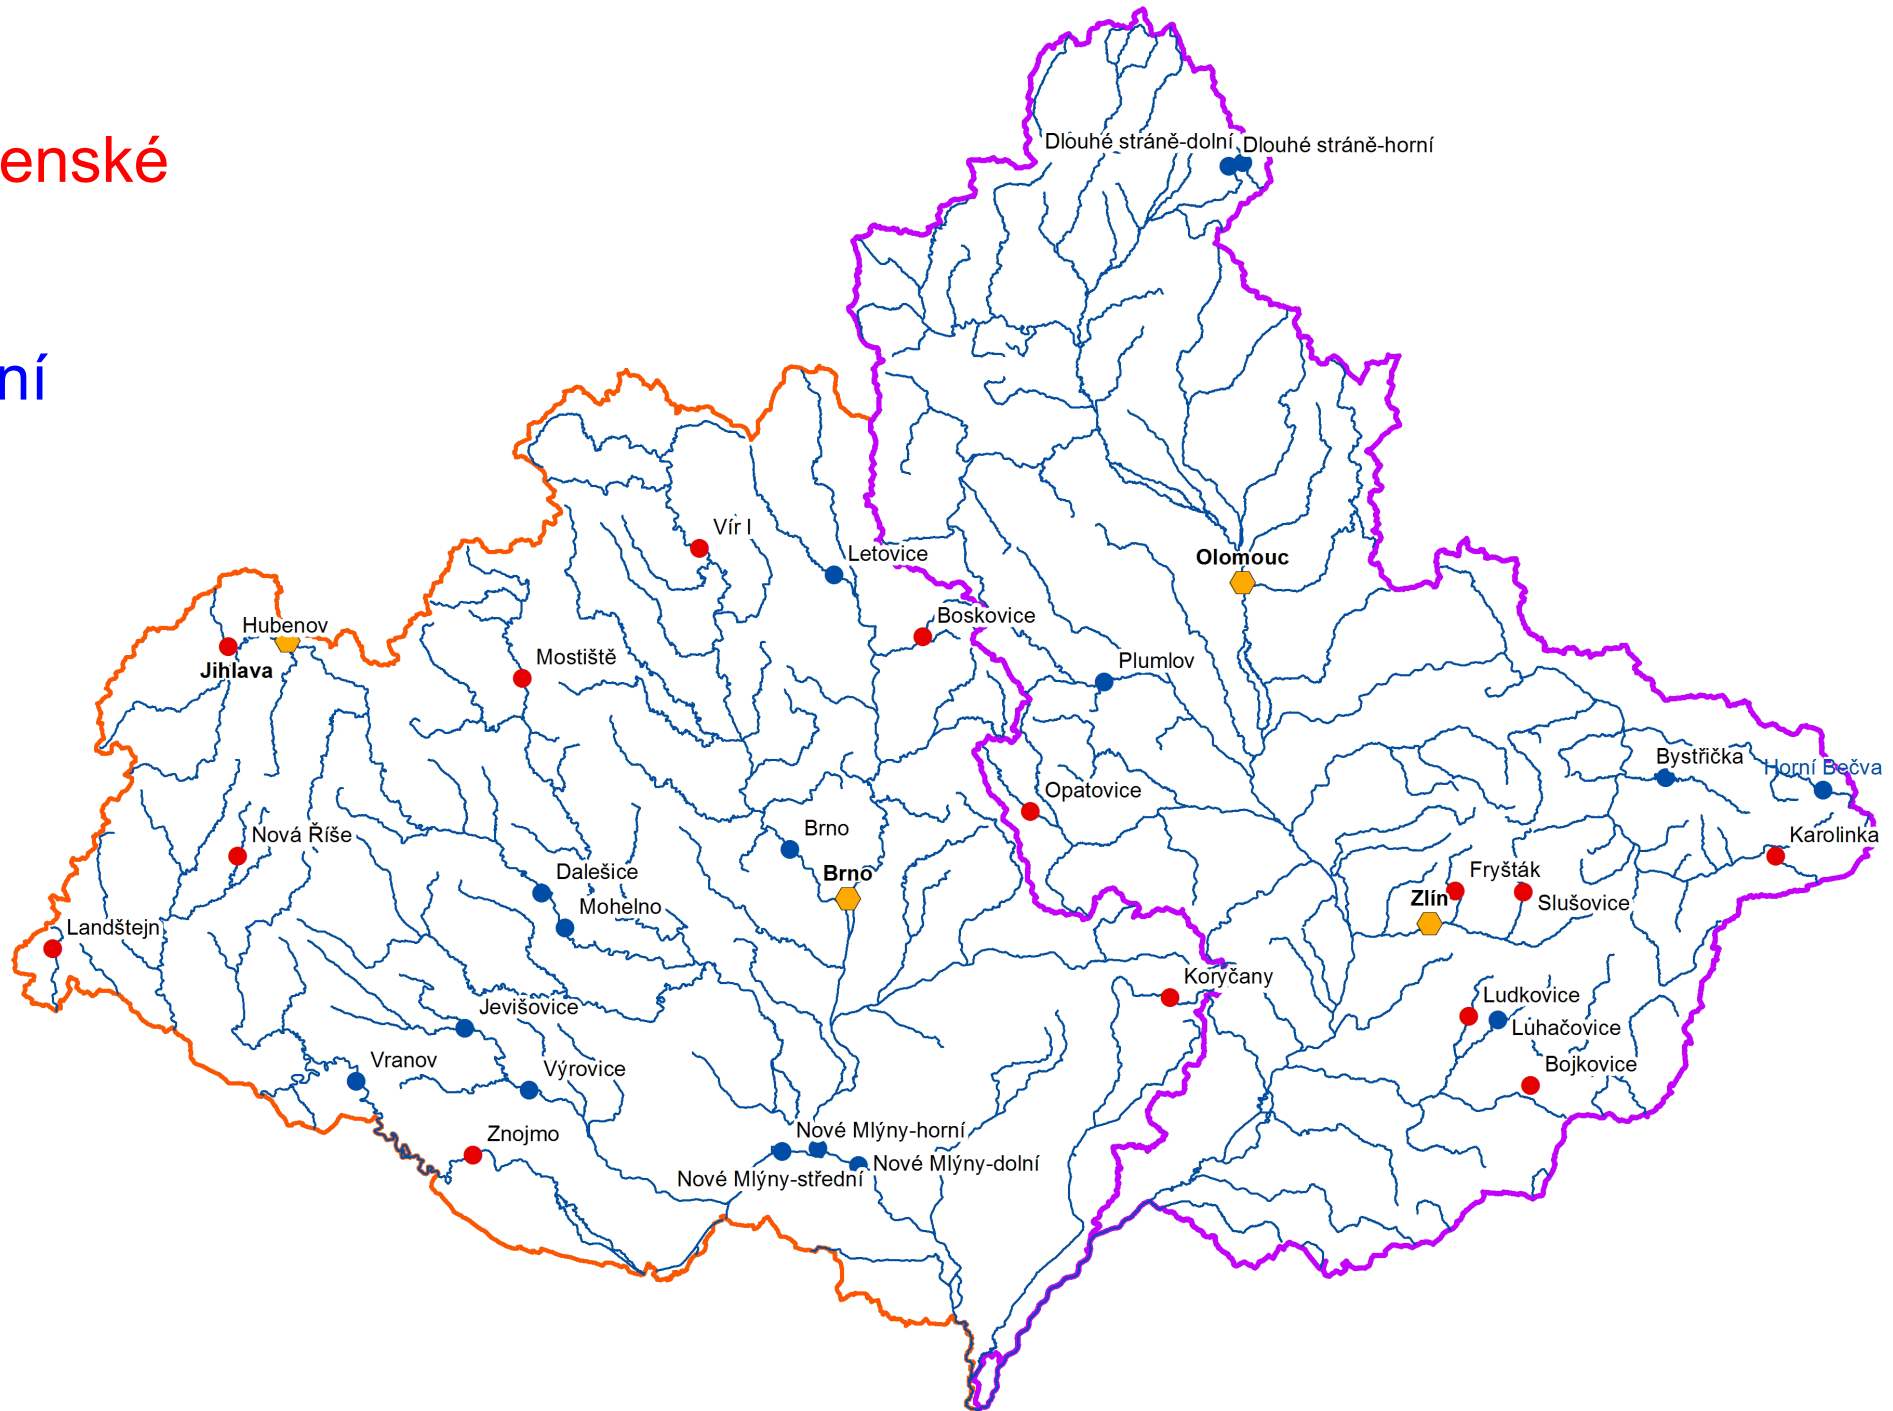 Dlouhé stráně-dolní
Dlouhé stráně-horní
enské
ní
Vír I
Letovice
Olomouc
Boskovice
Hubenov
Mostiště
Jihlava
Plumlov
Bystřička
Horní Bečva
Opatovice
Brno
Nová Říše
Karolinka
Dalešice
Brno
Fryšták
Mohelno
Zlín
Slušovice
Landštejn
Koryčany
Jevišovice
Ludkovice
Luhačovice
Vranov
Výrovice
Bojkovice
Znojmo
Nové Mlýny-horní
Nové Mlýny-dolní
Nové Mlýny-střední